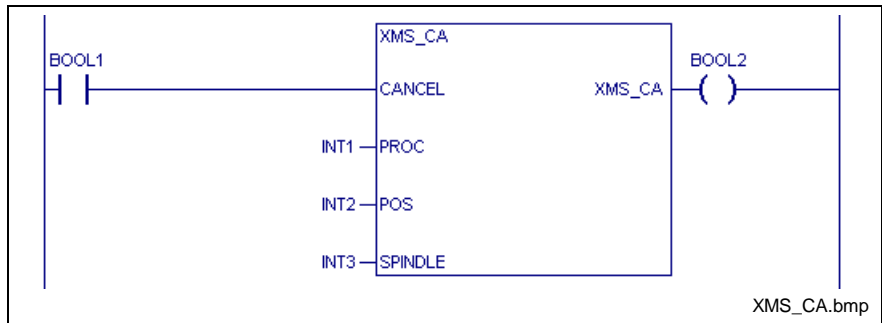 XMS_CA
BOOL1
BOOL2
CANCEL XMS_CA
INT1 PROC
INT2 POS
INT3 SPINDLE
XMS_CA.bmp